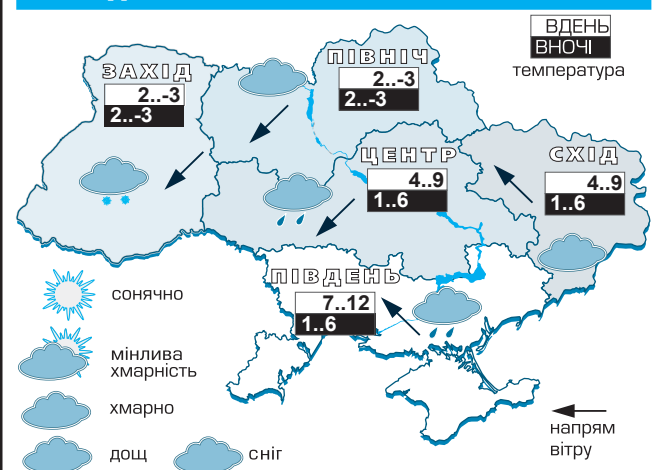 ВДЕНЬ
ВНОЧІ
температура
ЗАХІД
2..-3
2..-3
ПІВНІЧ
2..-3
2..-3
ЦЕНТР
4..9
1..6
СХІД
4..9
1..6
ПІВДЕНЬ
7..12
1..6
сонячно
мінлива
хмарність
хмарно
дощ
сніг
напрям
вітру